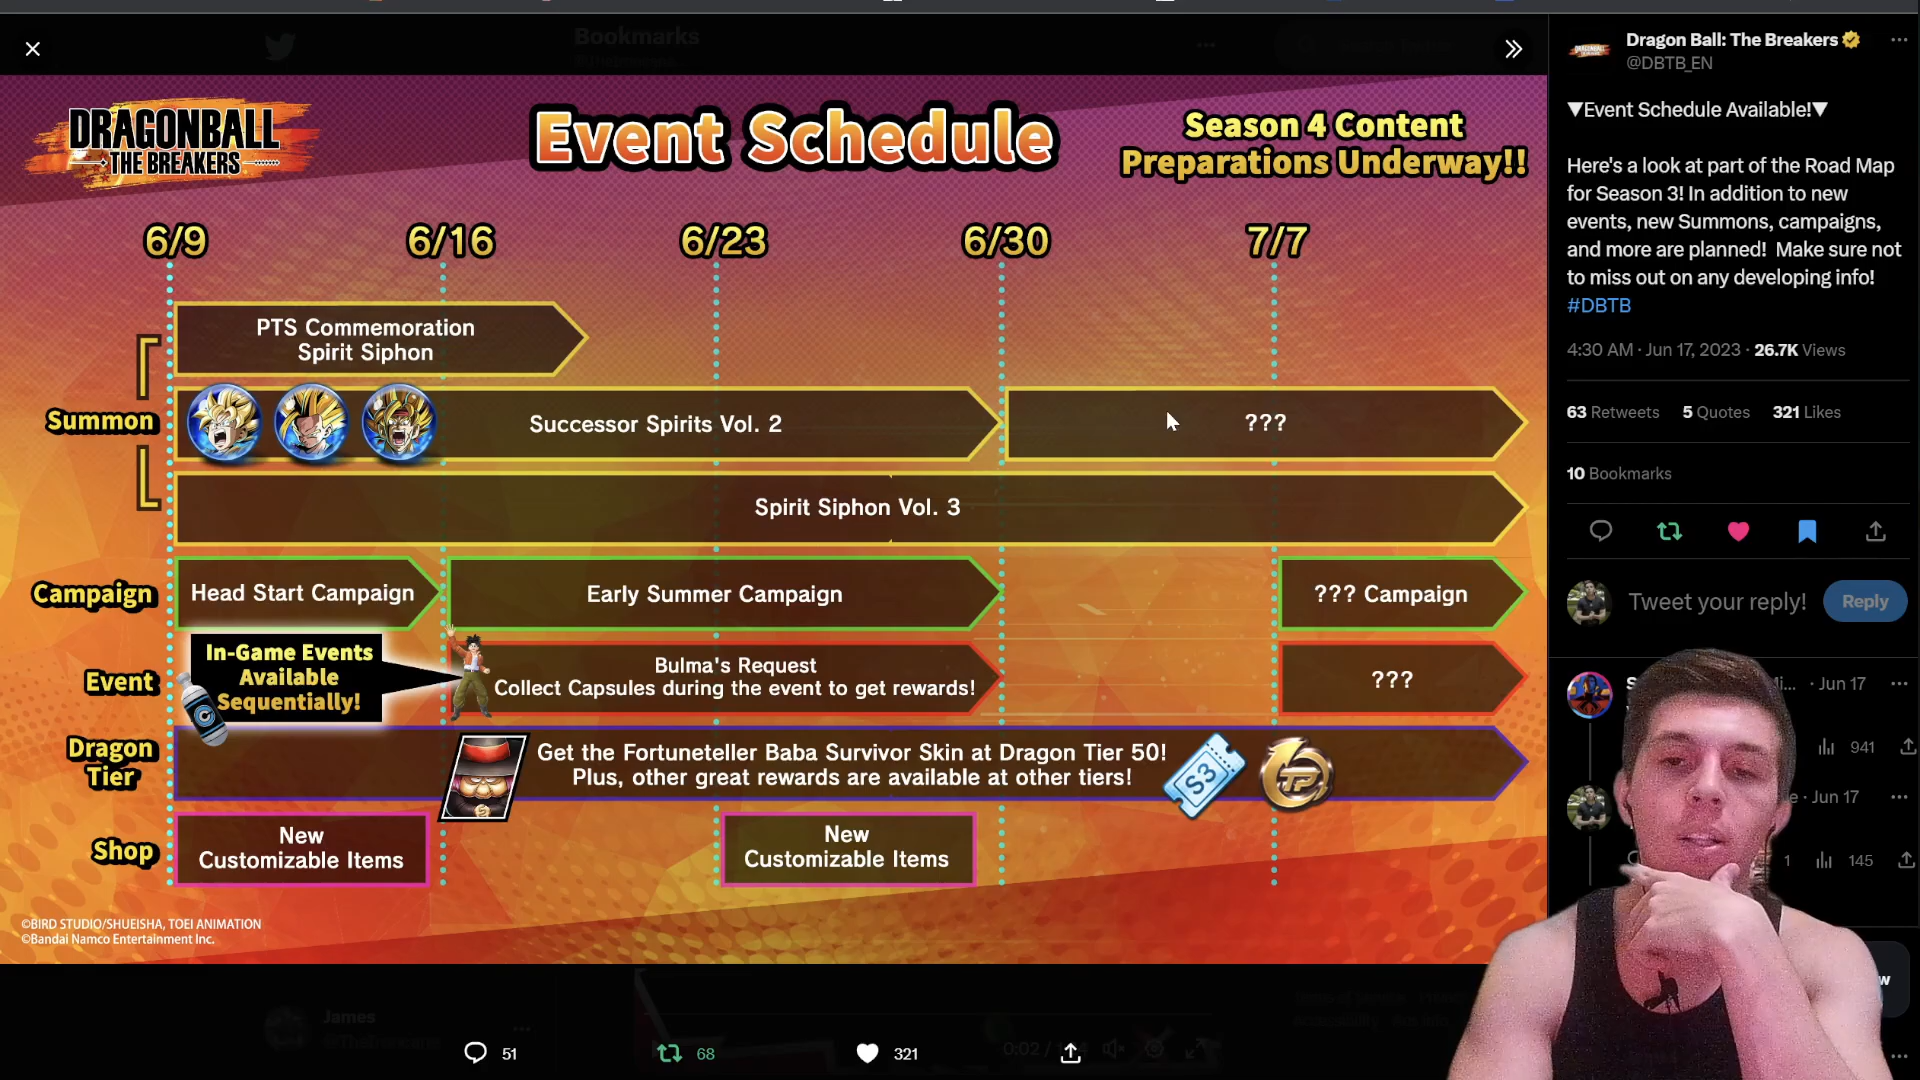 Bookmarks
DRAGONBALL
THE BREAKERS
Event Schedule
Season 4 Content
Preparations Underway!!
6/9
6/16
6/23
6/30
7/7
PTS Commemoration
Spirit Siphon
Summon
Successor Spirits Vol. 2
???
Spirit Siphon Vol. 3
Campaign
Head Start Campaign
Early Summer Campaign
??? Campaign
Event
In-Game Events
Available
Sequentially!
Bulma's Request
Collect Capsules during the event to get rewards!
???
Dragon
Tier
Get the Fortuneteller Baba Survivor Skin at Dragon Tier 50!
Plus, other great rewards are available at other tiers!
S3
TP
Shop
New
Customizable Items
New
Customizable Items
©BIRD STUDIO/SHUEISHA, TOEI ANIMATION
©Bandai Namco Entertainment Inc.
James
51
68
321
0:02 /
Dragon Ball: The Breakers
@DBTB_EN
▼Event Schedule Available!▼
Here's a look at part of the Road Map
for Season 3! In addition to new
events, new Summons, campaigns,
and more are planned! Make sure not
to miss out on any developing info!
#DBTB
4:30 AM · Jun 17, 2023 · 26.7K Views
63 Retweets 5 Quotes 321 Likes
10 Bookmarks
Tweet your reply!
Reply
· Jun 17
941
· Jun 17
1
145